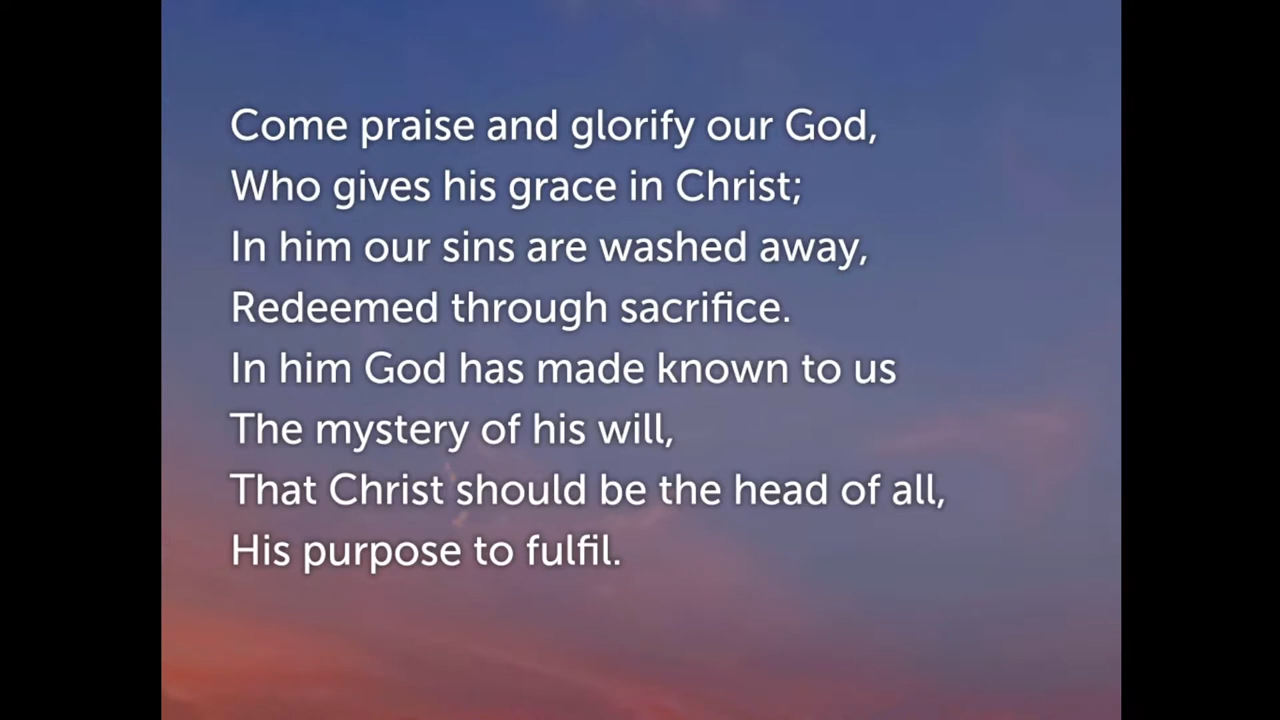 Come praise and glorify our God,
Who gives his grace in Christ;
In him our sins are washed away,
Redeemed through sacrifice.
In him God has made known to us
The mystery of his will,
That Christ should be the head of all,
His purpose to fulfil.